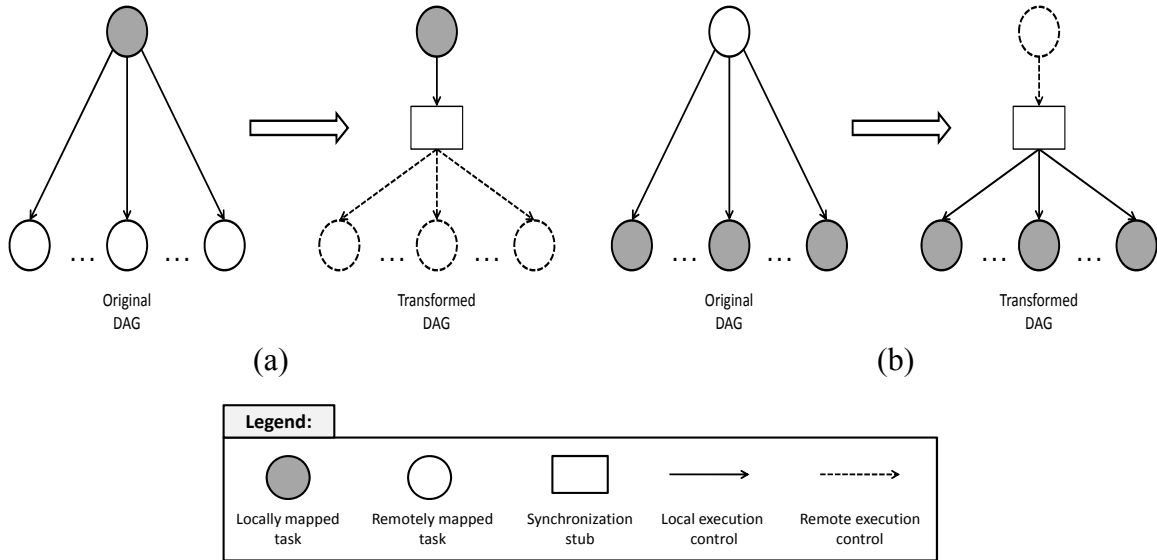 ... ...
... ...
... ...
... ...
Original
DAG
Transformed
DAG
Original
DAG
Transformed
DAG
(a)
(b)
Legend:
Locally mapped
task
Remotely mapped
task
Synchronization
stub
Local execution
control
Remote execution
control